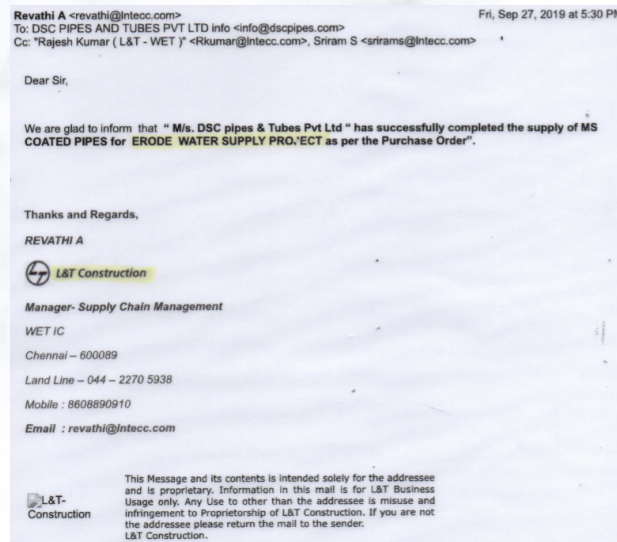 Revathi A <revathi@lntecc.com> Fri, Sep 27, 2019 at 5:30 PM
To: DSC PIPES AND TUBES PVT LTD info <info@dscpipes.com>
Cc: "Rajesh Kumar ( L&T - WET )" <Rkumar@lntecc.com>, Sriram S <srirams@lntecc.com>
Dear Sir,
We are glad to inform that " M/s. DSC pipes & Tubes Pvt Ltd " has successfully completed the supply of MS
COATED PIPES for ERODE WATER SUPPLY PROJECT as per the Purchase Order".
Thanks and Regards,
REVATHI A
L&T Construction
Manager- Supply Chain Management
WET IC
Chennai – 600089
Land Line – 044 – 2270 5938
Mobile : 8608890910
Email : revathi@lntecc.com
This Message and its contents is intended solely for the addressee
and is proprietary. Information in this mail is for L&T Business
Usage only. Any Use to other than the addressee is misuse and
infringement to Proprietorship of L&T Construction. If you are not
the addressee please return the mail to the sender.
L&T Construction.
L&T-
Construction